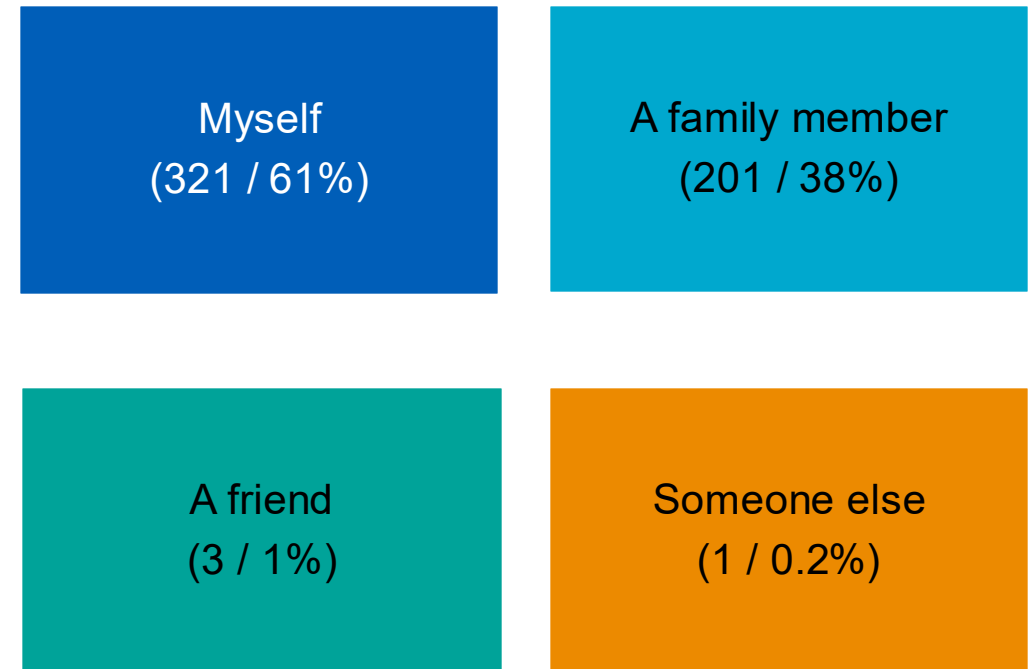 Myself
(321 / 61%)
A family member
(201 / 38%)
A friend
(3 / 1%)
Someone else
(1 / 0.2%)